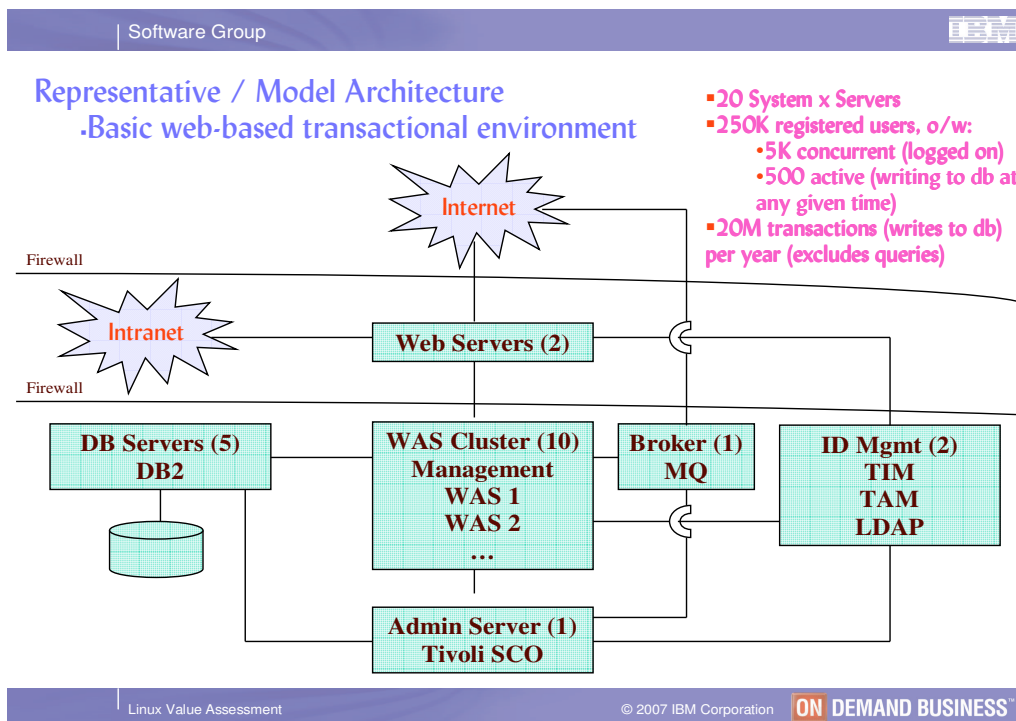 Software Group
IBM
Representative / Model Architecture
▪Basic web-based transactional environment
▪20 System x Servers
▪250K registered users, o/w:
•5K concurrent (logged on)
•500 active (writing to db at
any given time)
▪20M transactions (writes to db)
per year (excludes queries)
Internet
Firewall
Intranet
Web Servers (2)
Firewall
DB Servers (5)
DB2
WAS Cluster (10)
Management
WAS 1
WAS 2
…
Broker (1)
MQ
ID Mgmt (2)
TIM
TAM
LDAP
Admin Server (1)
Tivoli SCO
Linux Value Assessment
© 2007 IBM Corporation
ON DEMAND BUSINESS™